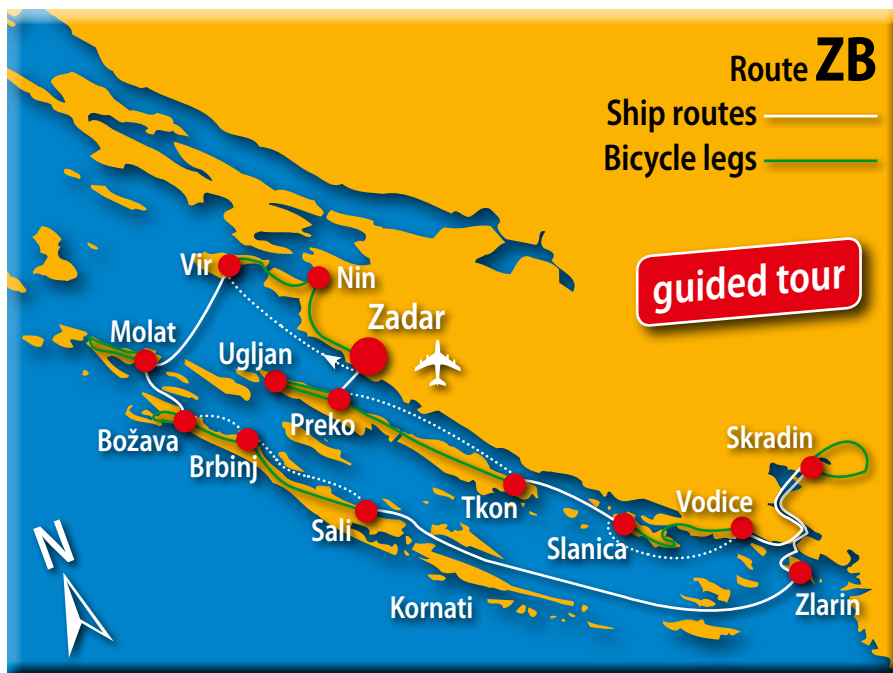 Route ZB
Ship routes
Bicycle legs
guided tour
Vir
Nin
Zadar
Molat
Ugljan
Preko
Božava
Brbinj
Skradin
Tkon
Vodice
Sali
Slanica
Kornati
Zlarin
N